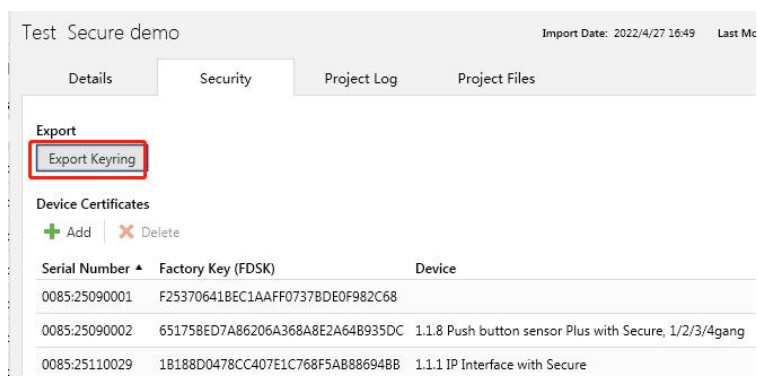 Test Secure demo
Import Date: 2022/4/27 16:49 Last Mo
Details Security Project Log Project Files
Export
Export Keyring
Device Certificates
Add Delete
Serial Number Factory Key (FDSK) Device
0085:25090001 F25370641BEC1AAFF0737BDE0F982C68
0085:25090002 65175BED7A86206A368A8E2A64B935DC 1.1.8 Push button sensor Plus with Secure, 1/2/3/4gang
0085:25110029 1B188D0478CC407E1C768F5AB88694BB 1.1.1 IP Interface with Secure